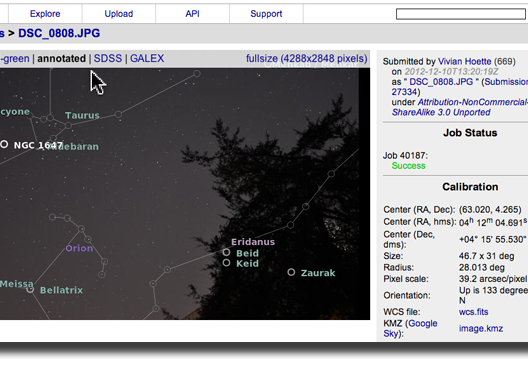 Explore Upload API Support
s > DSC_0808.JPG
-green | annotated | SDSS | GALEX fullsize (4288x2848 pixels)
cyone
Taurus
NGC 1647
debaran
Orion
Eridanus
Beid
Keid
Zaurak
Meissa
Bellatrix
Submitted by Vivian Hoette (669)
on 2012-12-10T13:20:19Z
as " DSC_0808.JPG " (Submission
27334)
under Attribution-NonCommercial-
ShareAlike 3.0 Unported
Job Status
Job 40187:
Success
Calibration
Center (RA, Dec): (63.020, 4.265)
Center (RA, hms): 04h 12m 04.691s
Center (Dec, dms): +04° 15' 55.530"
Size: 46.7 x 31 deg
Radius: 28.013 deg
Pixel scale: 39.2 arcsec/pixel
Orientation: Up is 133 degree
N
WCS file: wcs.fits
KMZ (Google Sky): image.kmz